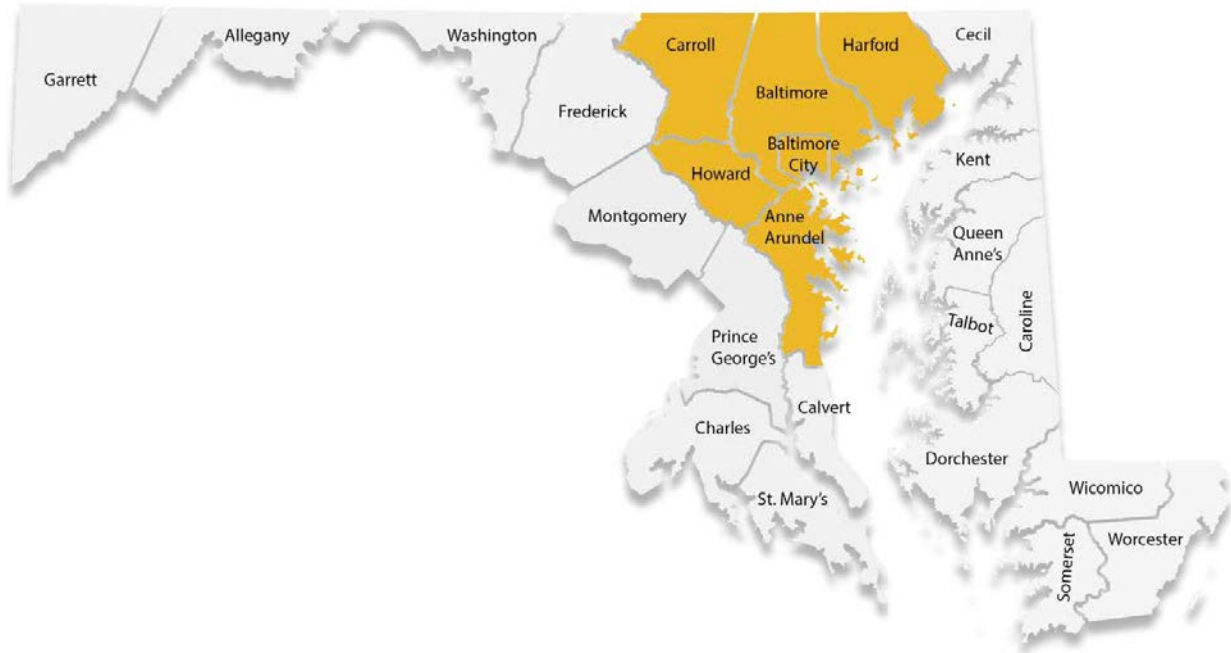 Garrett
Allegany
Washington
Frederick
Carroll
Baltimore
Harford
Cecil
Baltimore
City
Howard
Montgomery
Anne
Arundel
Kent
Queen
Anne's
Talbot
Caroline
Prince
George's
Calvert
Charles
St. Mary's
Dorchester
Wicomico
Somerset
Worcester